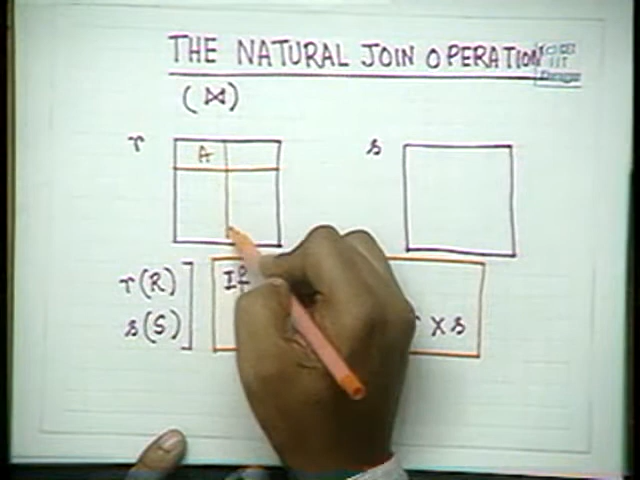 THE NATURAL JOIN OPERATION
(⋈)
r
s
A
r(R)
s(S)
If
x s